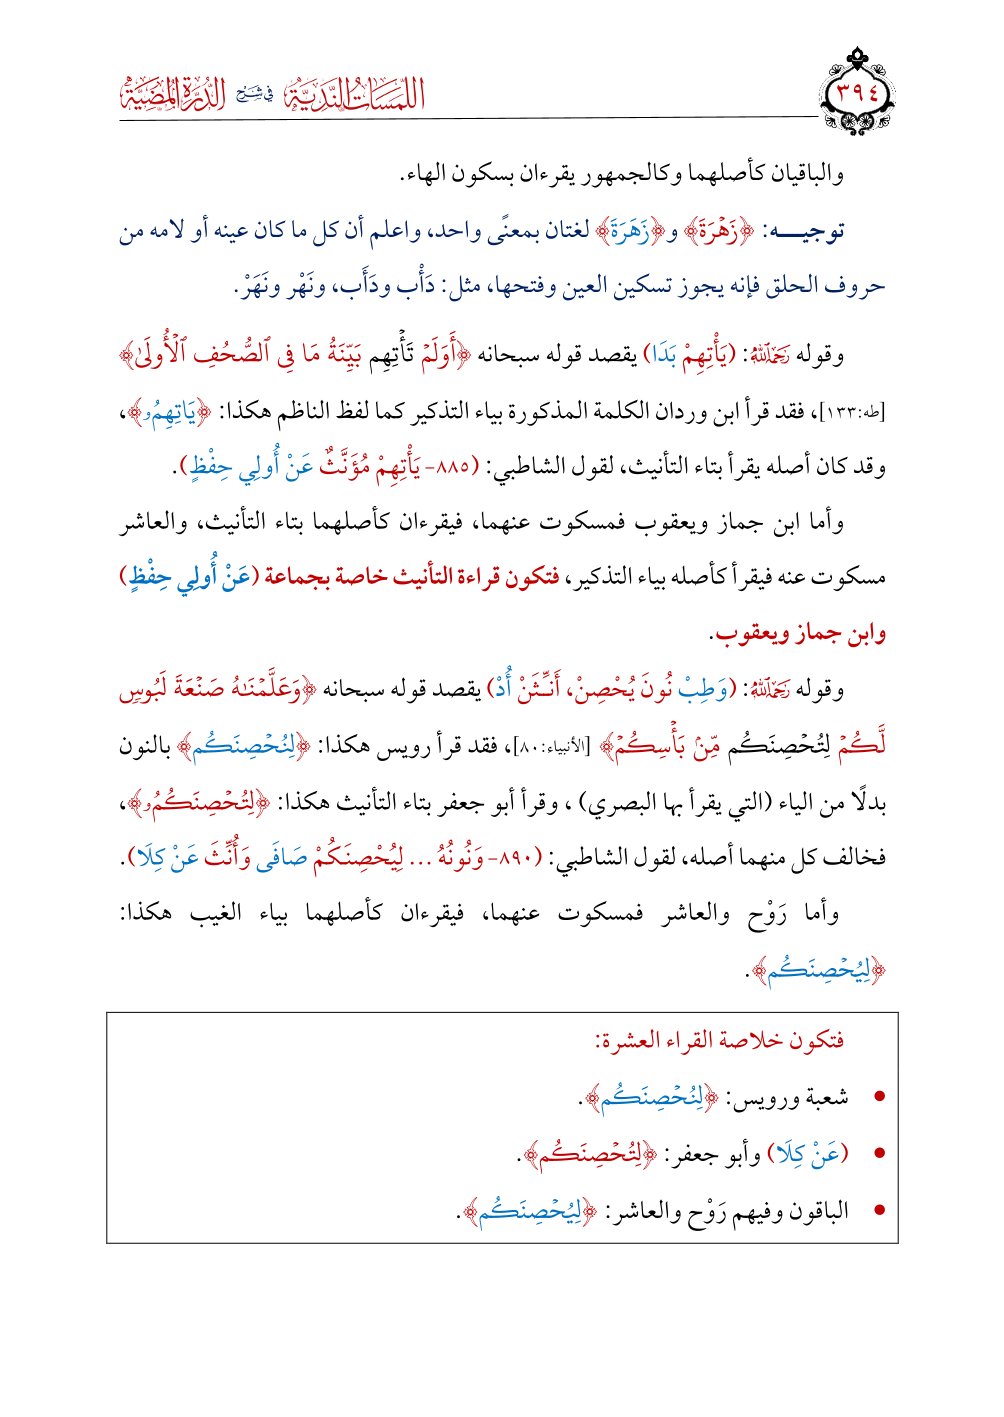 ٣٩٤
اللمسات الندية في شرح الدرة المضية
والباقيان كأصلهما وكالجمهور يقرءان بسكون الهاء.
توجيـــه: ﴿زَهۡرَةَ﴾ و﴿زَهَرَةَ﴾ لغتان بمعنًى واحد، واعلم أن كل ما كان عينه أو لامه من
حروف الحلق فإنه يجوز تسكين العين وفتحها، مثل: دَأْب ودَأَب، ونَهْر ونَهَرْ.
وقوله رحمه الله: (يَأْتِهِمْ بَدَا) يقصد قوله سبحانه ﴿أَوَلَمۡ تَأۡتِهِم بَيِّنَةُ مَا فِي ٱلصُّحُفِ ٱلۡأُولَىٰ﴾
[طه:١٣٣]، فقد قرأ ابن وردان الكلمة المذكورة بياء التذكير كما لفظ الناظم هكذا: ﴿يَاتِهِمُۥ﴾،
وقد كان أصله يقرأ بتاء التأنيث، لقول الشاطبي: (٨٨٥- يَأْتِهِمْ مُؤَنَّثٌ عَنْ أُولِي حِفْظٍ).
وأما ابن جماز ويعقوب فمسكوت عنهما، فيقرءان كأصلهما بتاء التأنيث، والعاشر
مسكوت عنه فيقرأ كأصله بياء التذكير، فتكون قراءة التأنيث خاصة بجماعة (عَنْ أُولِي حِفْظٍ)
وابن جماز ويعقوب.
وقوله رحمه الله: (وَطِبْ نُونَ يُحْصِنْ، أَنِّـثَنْ أُدْ) يقصد قوله سبحانه ﴿وَعَلَّمۡنَٰهُ صَنۡعَةَ لَبُوسٖ
لَّكُمۡ لِتُحۡصِنَكُم مِّنۢ بَأۡسِكُمۡ﴾ [الأنبياء:٨٠]، فقد قرأ رويس هكذا: ﴿لِنُحۡصِنَكُم﴾ بالنون
بدلًا من الياء (التي يقرأ بها البصري) ، وقرأ أبو جعفر بتاء التأنيث هكذا: ﴿لِتُحۡصِنَكُمُۥ﴾،
فخالف كل منهما أصله، لقول الشاطبي: (٨٩٠- وَنُونُهُ ... لِيُحْصِنَكُمْ صَافَى وَأُنِّثَ عَنْ كِلَا).
وأما رَوْح والعاشر فمسكوت عنهما، فيقرءان كأصلهما بياء الغيب هكذا:
﴿لِيُحۡصِنَكُم﴾.
فتكون خلاصة القراء العشرة:
• شعبة ورويس: ﴿لِنُحۡصِنَكُم﴾.
• (عَنْ كِلَا) وأبو جعفر: ﴿لِتُحۡصِنَكُم﴾.
• الباقون وفيهم رَوْح والعاشر: ﴿لِيُحۡصِنَكُم﴾.